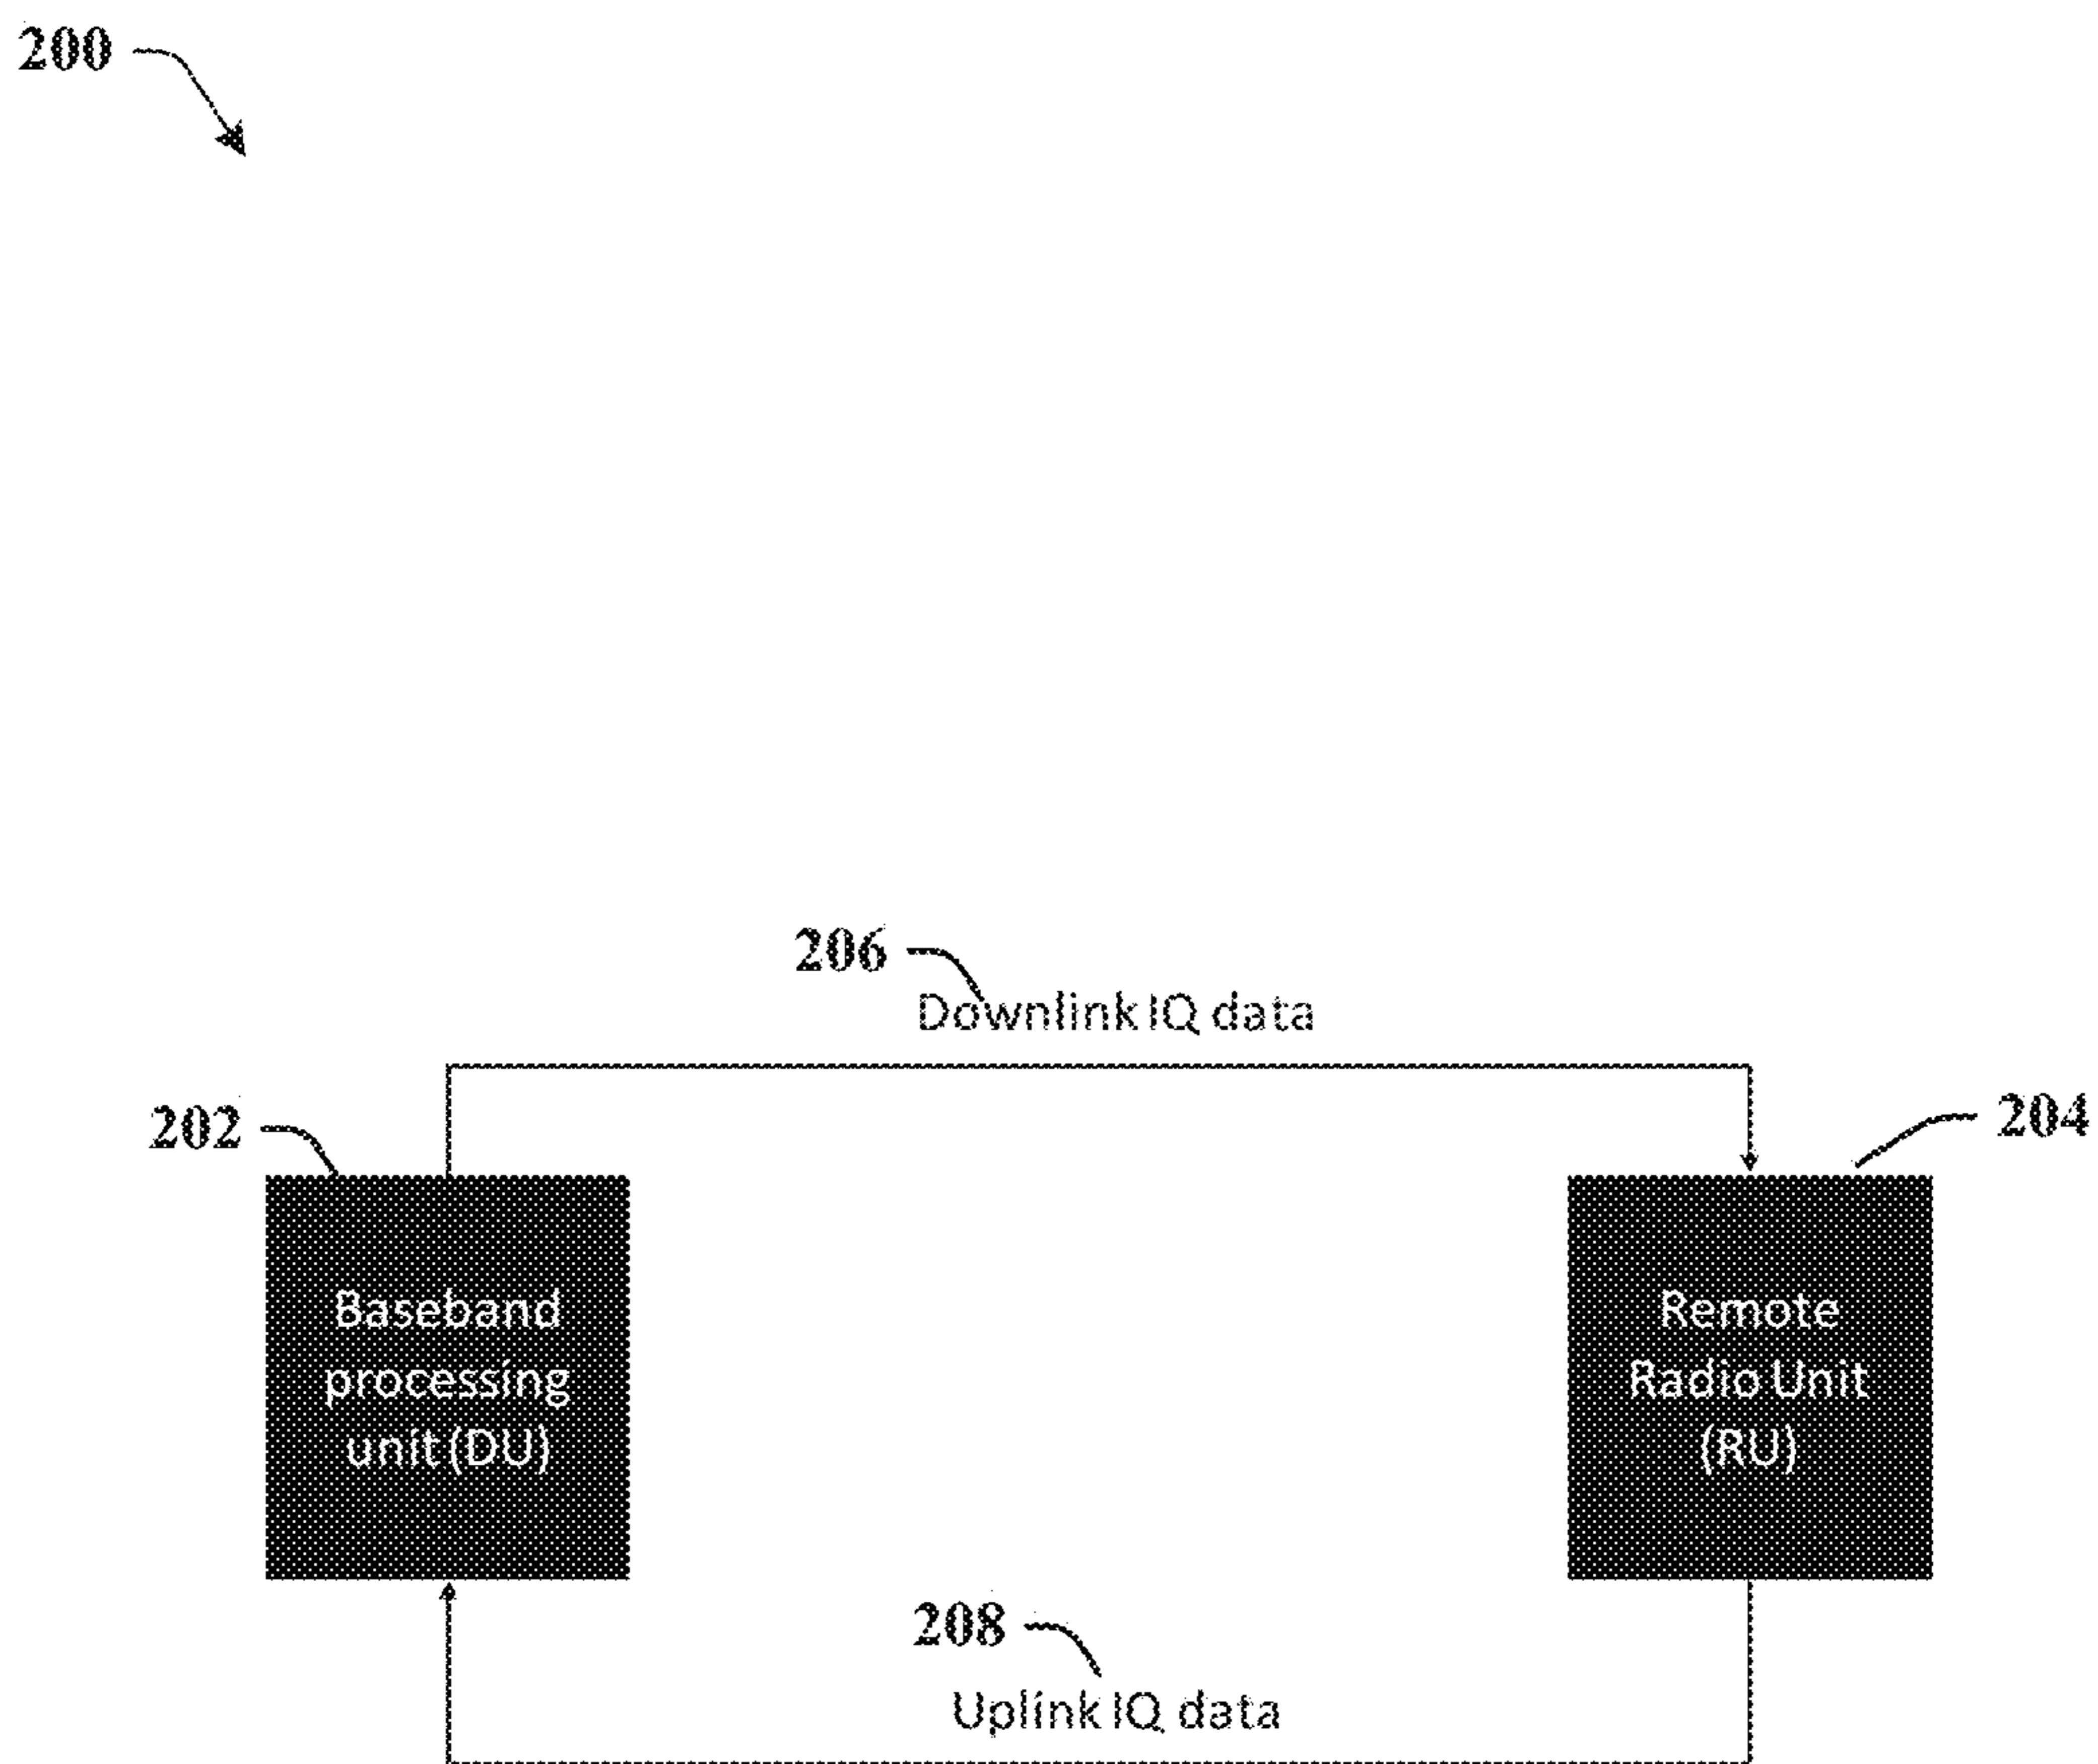 200
206
Downlink IQ data
202
204
Baseband
processing
unit (DU)
Remote
Radio Unit
(RU)
208
Uplink IQ data